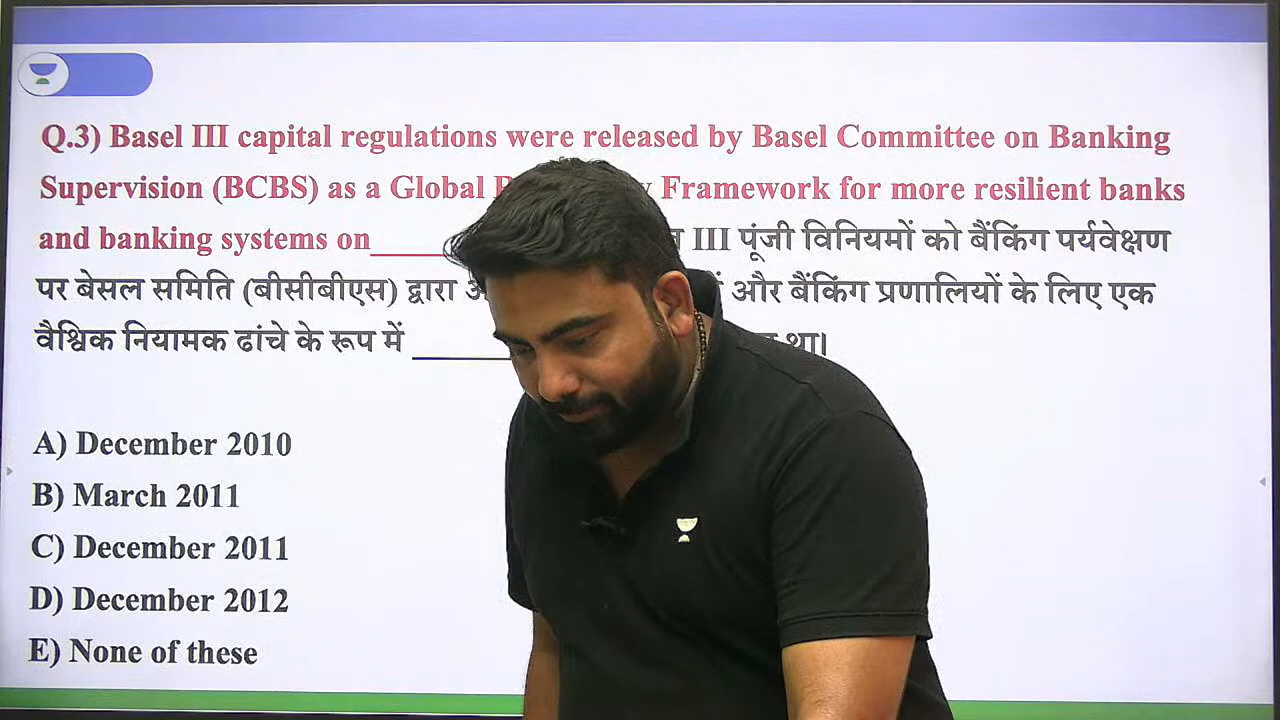 Q.3) Basel III capital regulations were released by Basel Committee on Banking
Supervision (BCBS) as a Global Framework for more resilient banks
and banking systems on______ III पूंजी विनियमों को बैंकिंग पर्यवेक्षण
पर बेसल समिति (बीसीबीएस) द्वारा और बैंकिंग प्रणालियों के लिए एक
वैश्विक नियामक ढांचे के रूप में ______ था।
A) December 2010
B) March 2011
C) December 2011
D) December 2012
E) None of these